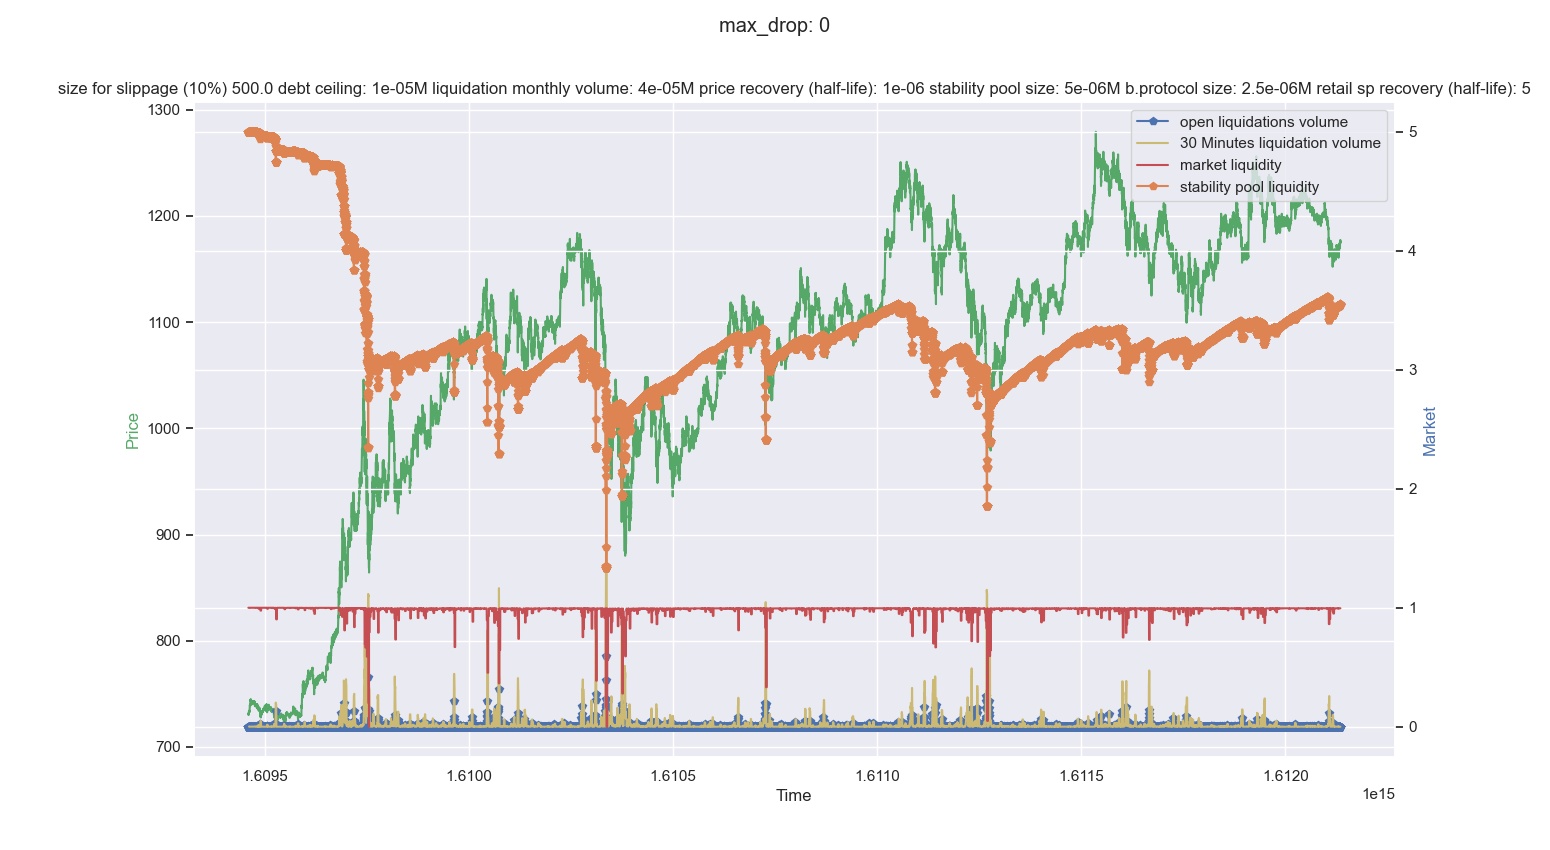 max_drop: 0
size for slippage (10%) 500.0 debt ceiling: 1e-05M liquidation monthly volume: 4e-05M price recovery (half-life): 1e-06 stability pool size: 5e-06M b.protocol size: 2.5e-06M retail sp recovery (half-life): 5
open liquidations volume
30 Minutes liquidation volume
market liquidity
stability pool liquidity
1300
1200
1100
1000
900
800
700
Price
5
4
3
2
1
0
Market
1.6095 1.6100 1.6105 1.6110 1.6115 1.6120
Time
1e15